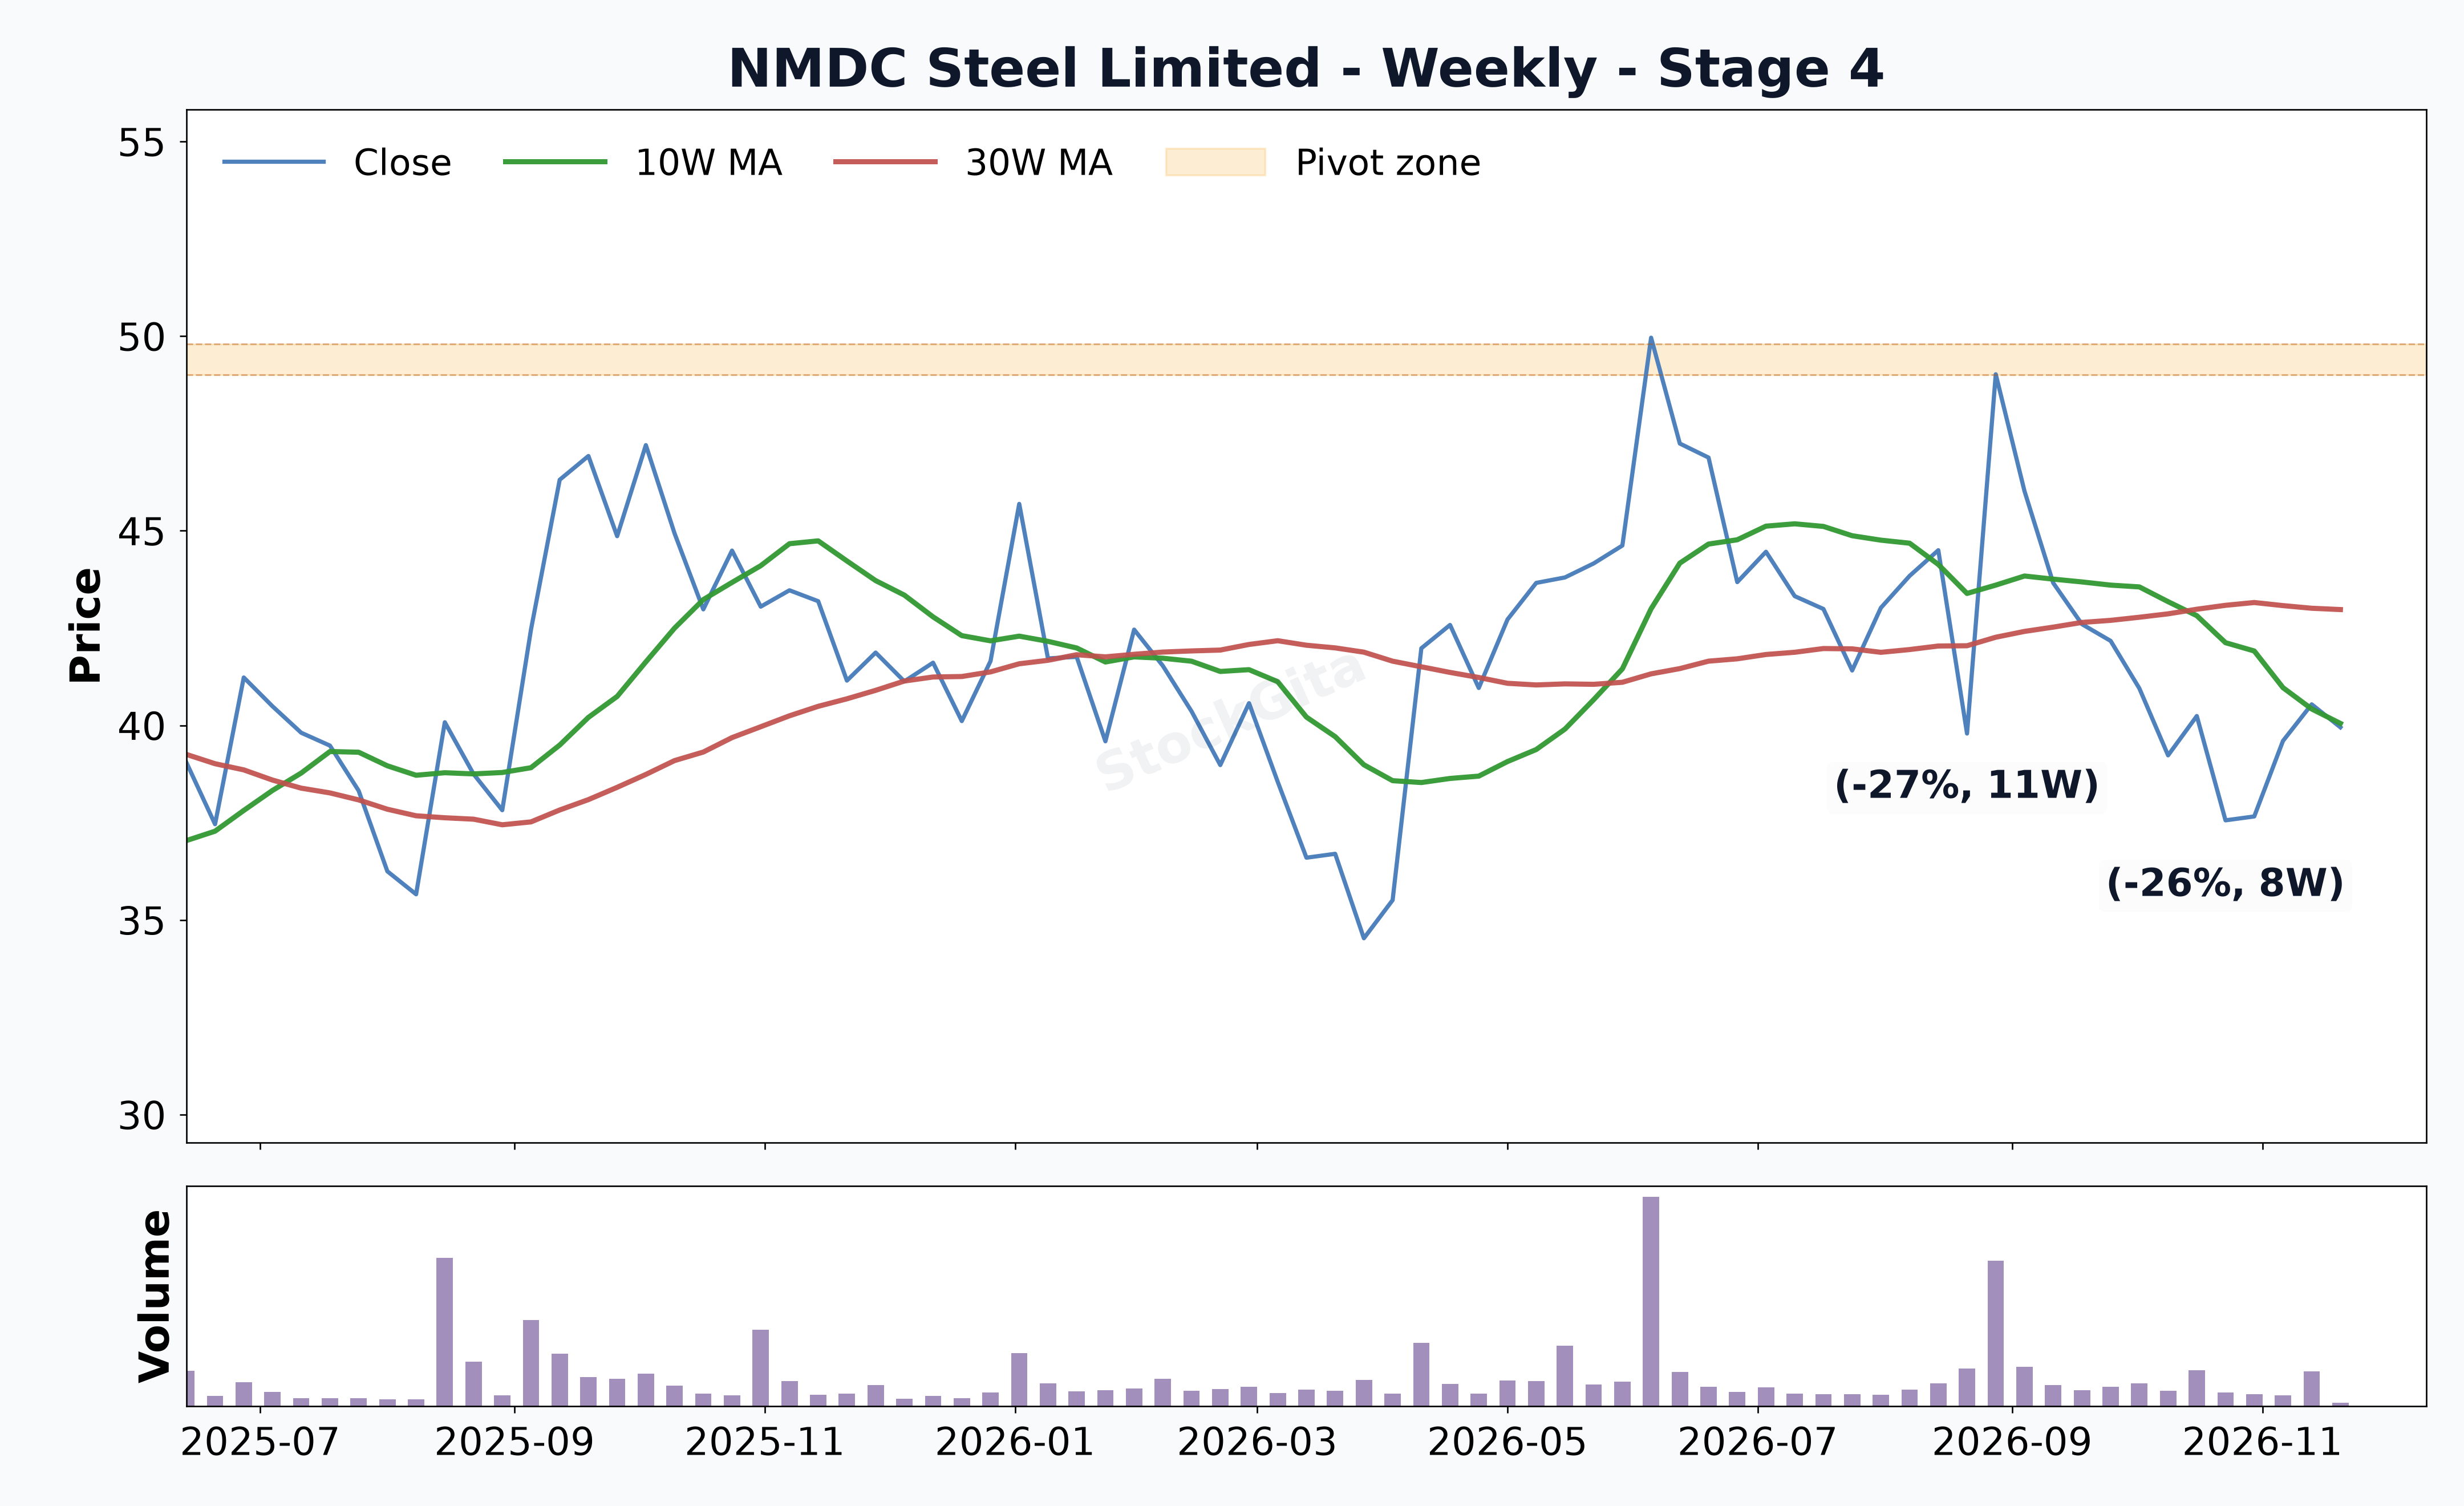 NMDC Steel Limited - Weekly - Stage 4
Close 10W MA 30W MA Pivot zone
55
50
45
40
35
30
Price
StockGita
(-27%, 11W)
(-26%, 8W)
Volume
2025-07 2025-09 2025-11 2026-01 2026-03 2026-05 2026-07 2026-09 2026-11